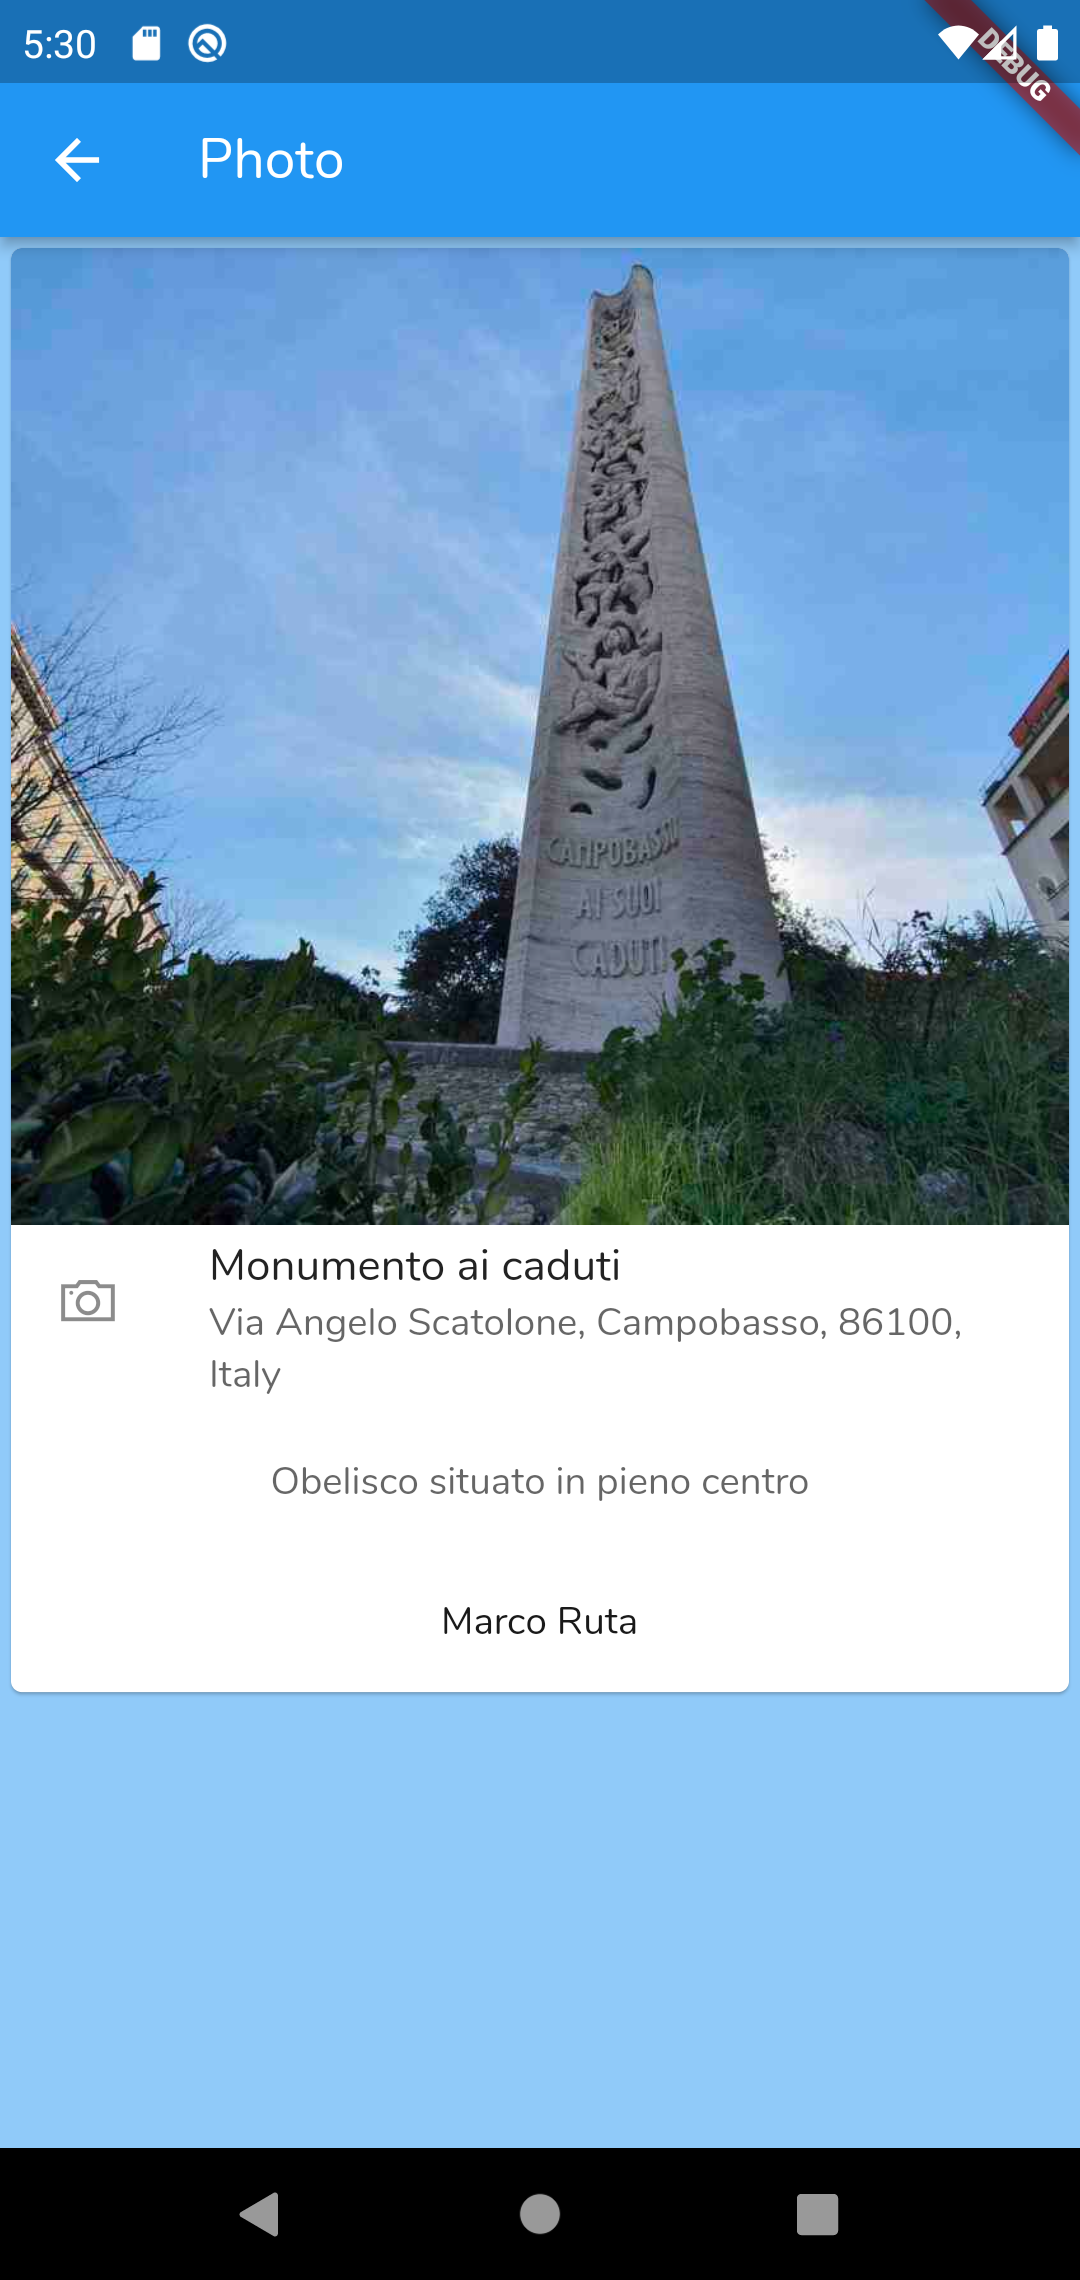 5:30
DEBUG
Photo
CAMPOBASSO
AI SUOI
CADUTI
Monumento ai caduti
Via Angelo Scatolone, Campobasso, 86100,
Italy
Obelisco situato in pieno centro
Marco Ruta